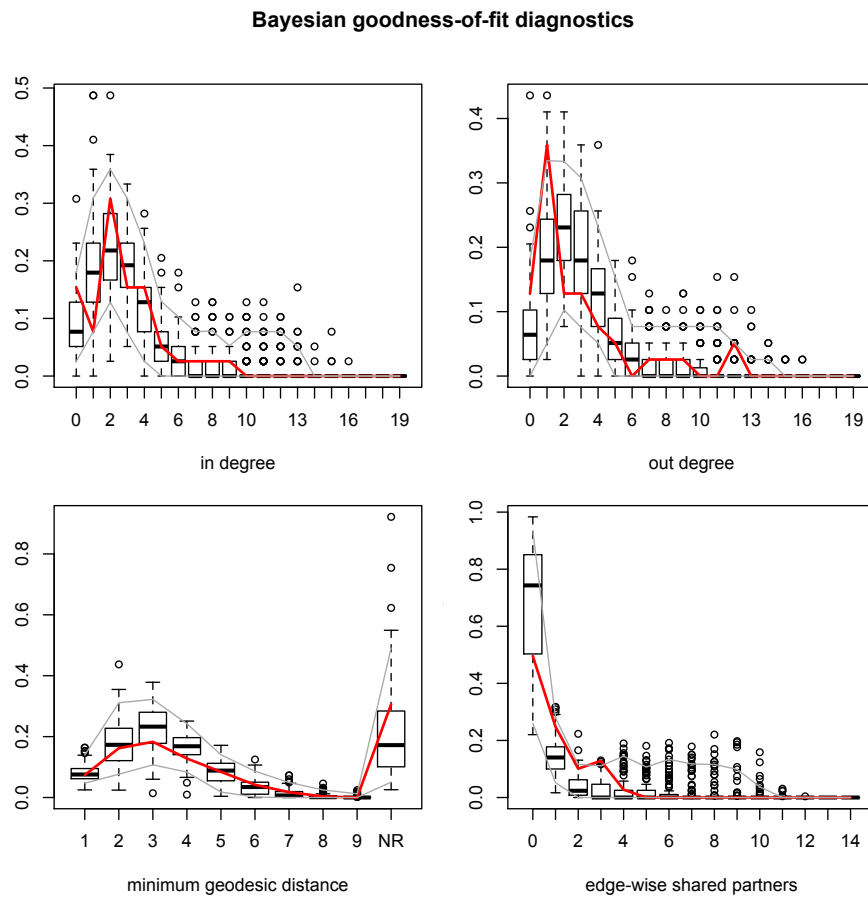 Bayesian goodness-of-fit diagnostics
0.5
0.4
0.3
0.2
0.1
0.0
0 2 4 6 8 10 13 16 19
in degree
0.4
0.3
0.2
0.1
0.0
0 2 4 6 8 10 13 16 19
out degree
0.8
0.6
0.4
0.2
0.0
1 2 3 4 5 6 7 8 9 NR
minimum geodesic distance
1.0
0.8
0.6
0.4
0.2
0.0
0 2 4 6 8 10 12 14
edge-wise shared partners